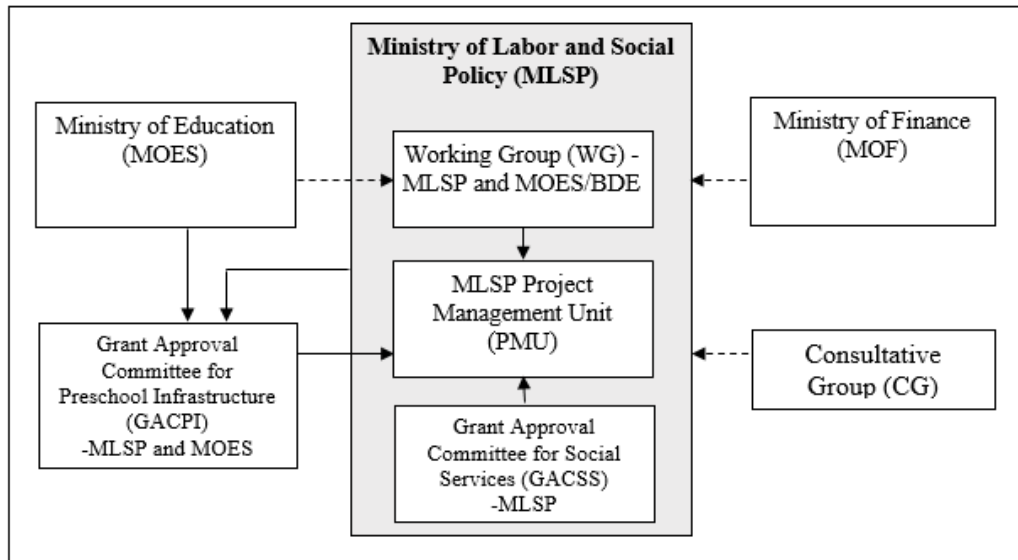 Ministry of Labor and Social
Policy (MLSP)
Ministry of Education
(MOES)
Working Group (WG) -
MLSP and MOES/BDE
Ministry of Finance
(MOF)
MLSP Project
Management Unit
(PMU)
Grant Approval
Committee for
Preschool Infrastructure
(GACPI)
-MLSP and MOES
Consultative
Group (CG)
Grant Approval
Committee for Social
Services (GACSS)
-MLSP